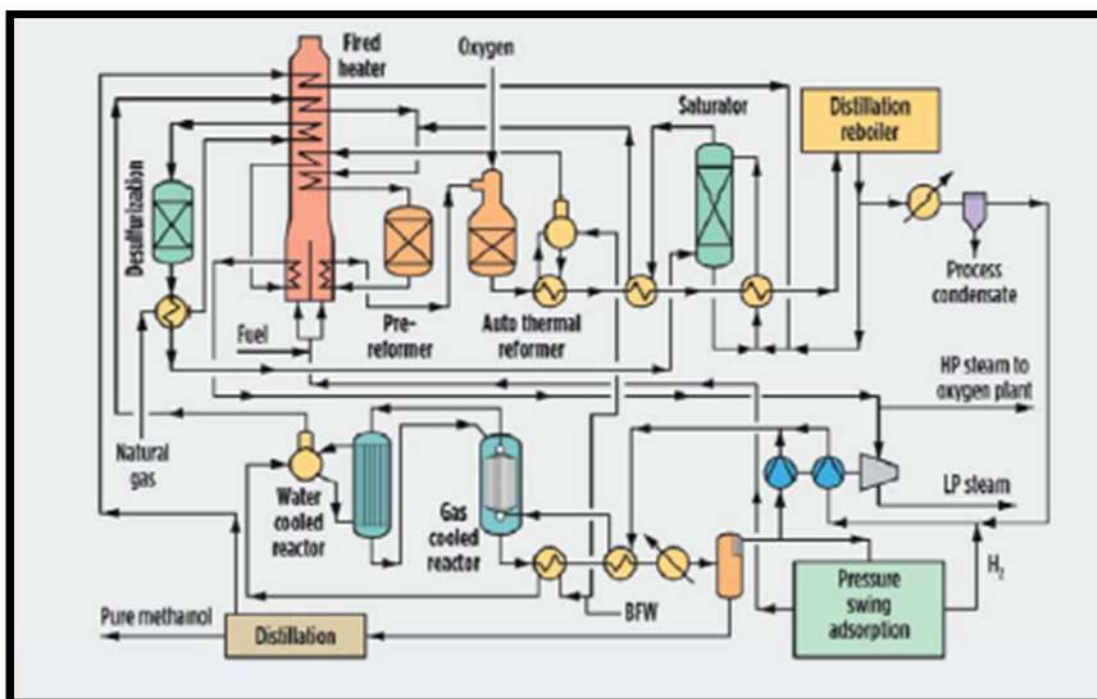 Fired
heater
Oxygen
Saturator
Distillation
reboiler
Desulfurization
Process
condensate
Pre-
reformer
Auto thermal
reformer
Fuel
HP steam to
oxygen plant
Natural
gas
Water
cooled
reactor
Gas
cooled
reactor
LP steam
H2
Pressure
swing
adsorption
BFW
Pure methanol
Distillation